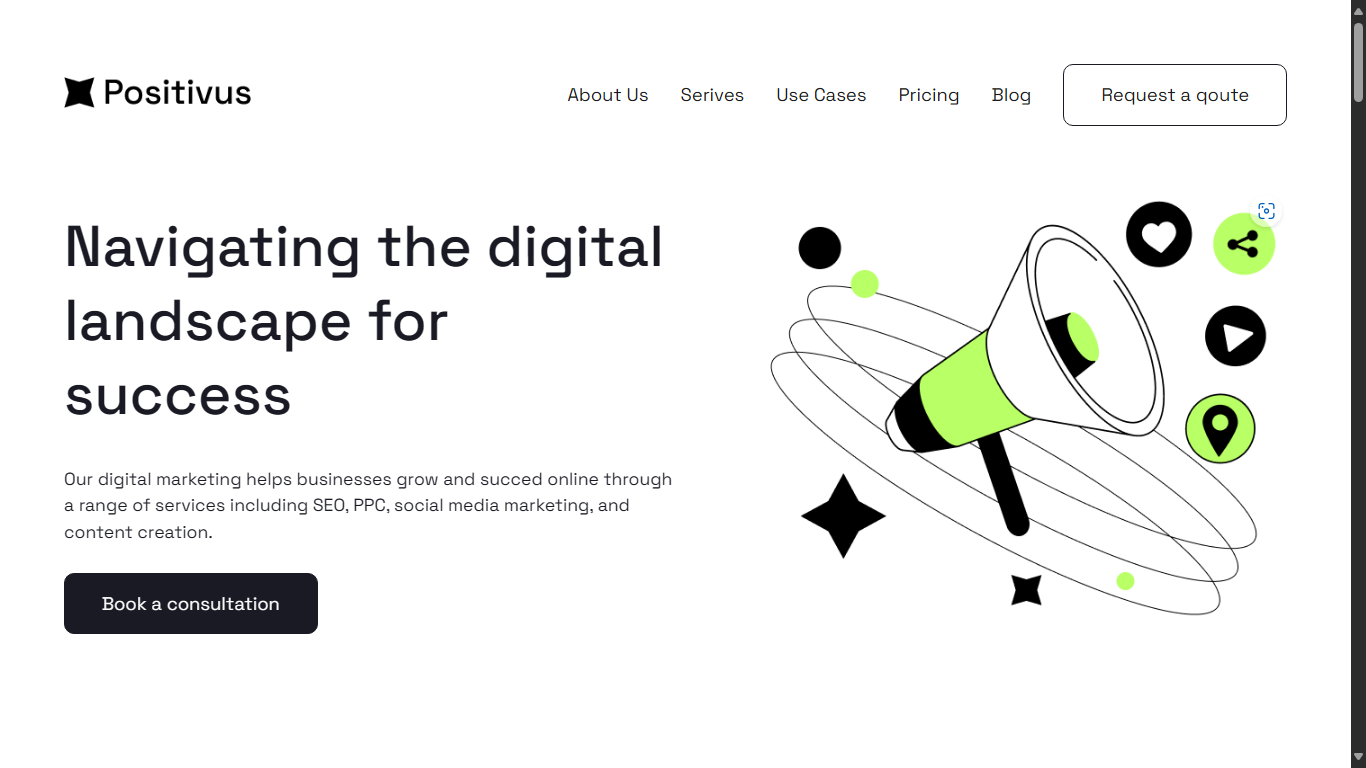 Positivus
About Us Serives Use Cases Pricing Blog Request a qoute
Navigating the digital
landscape for
success
Our digital marketing helps businesses grow and succed online through
a range of services including SEO, PPC, social media marketing, and
content creation.
Book a consultation